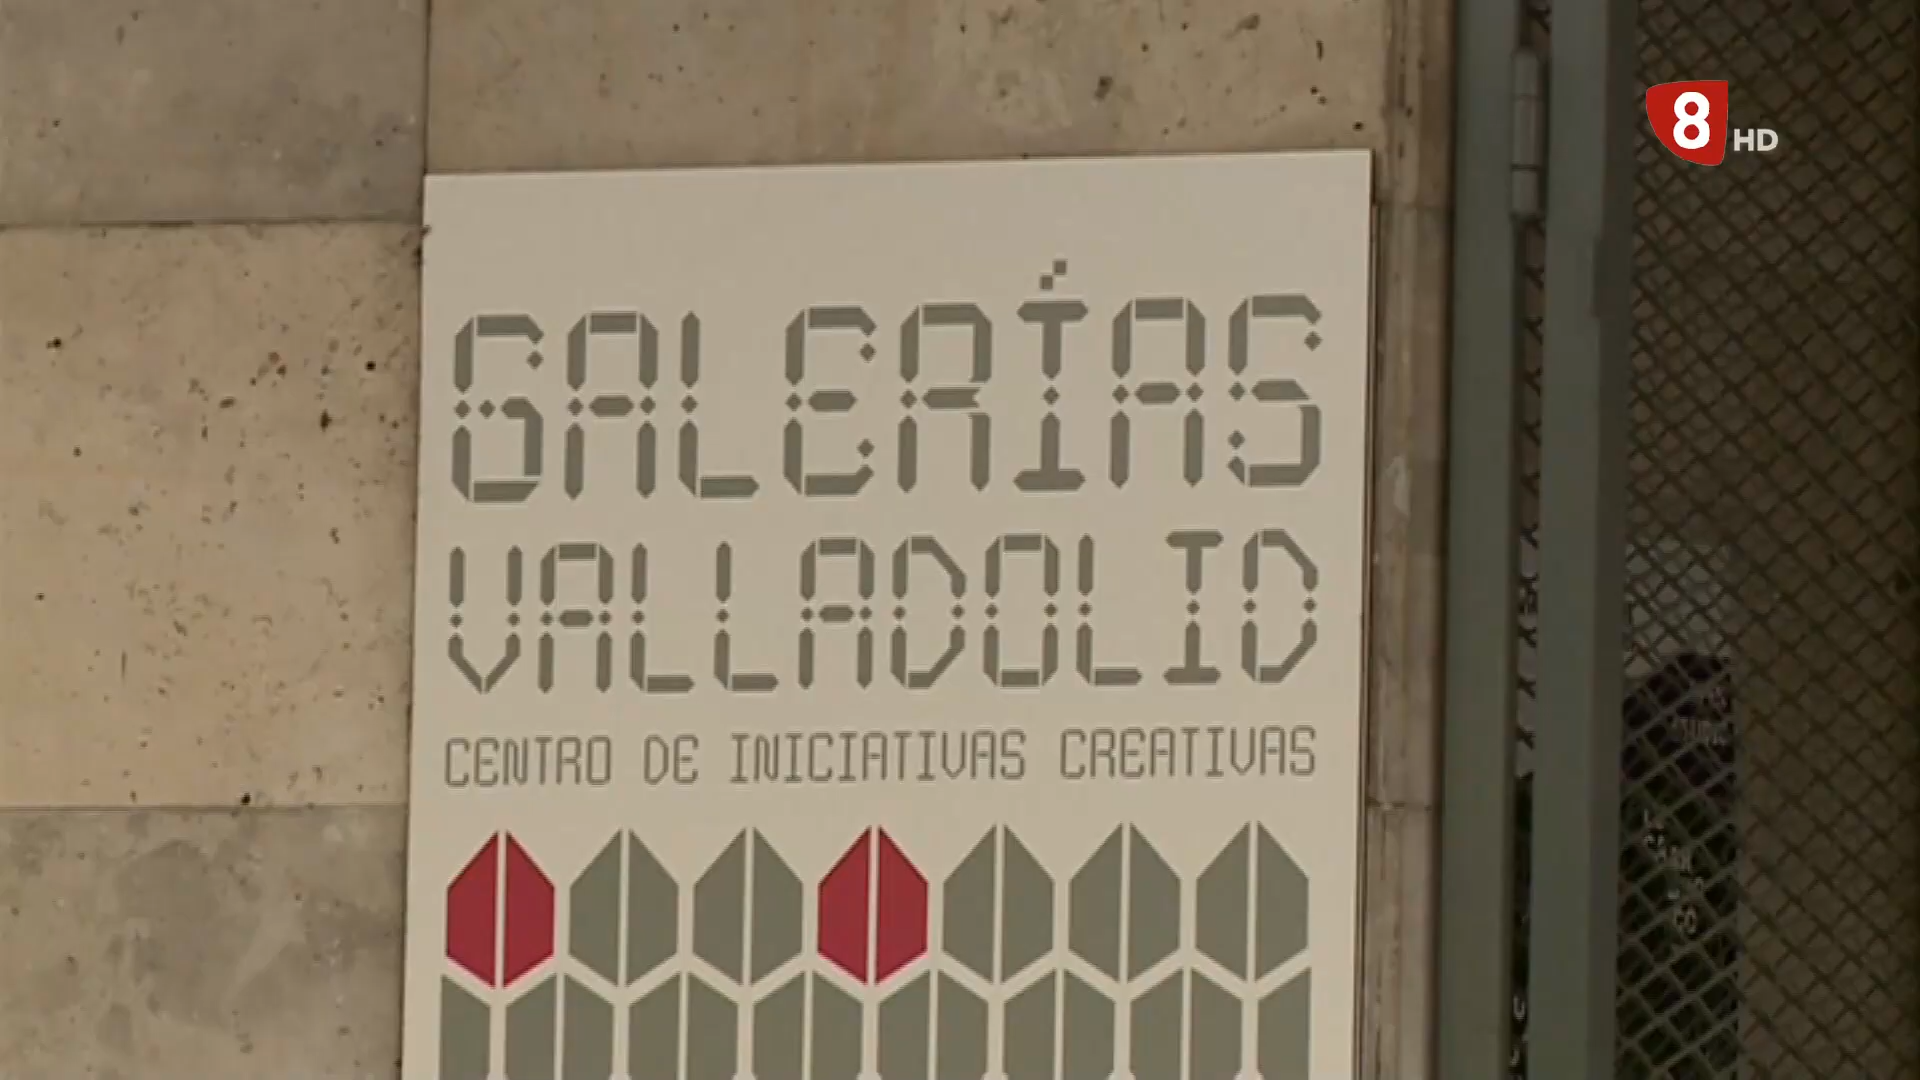 8 HD
GALERÍAS
VALLADOLID
CENTRO DE INICIATIVAS CREATIVAS